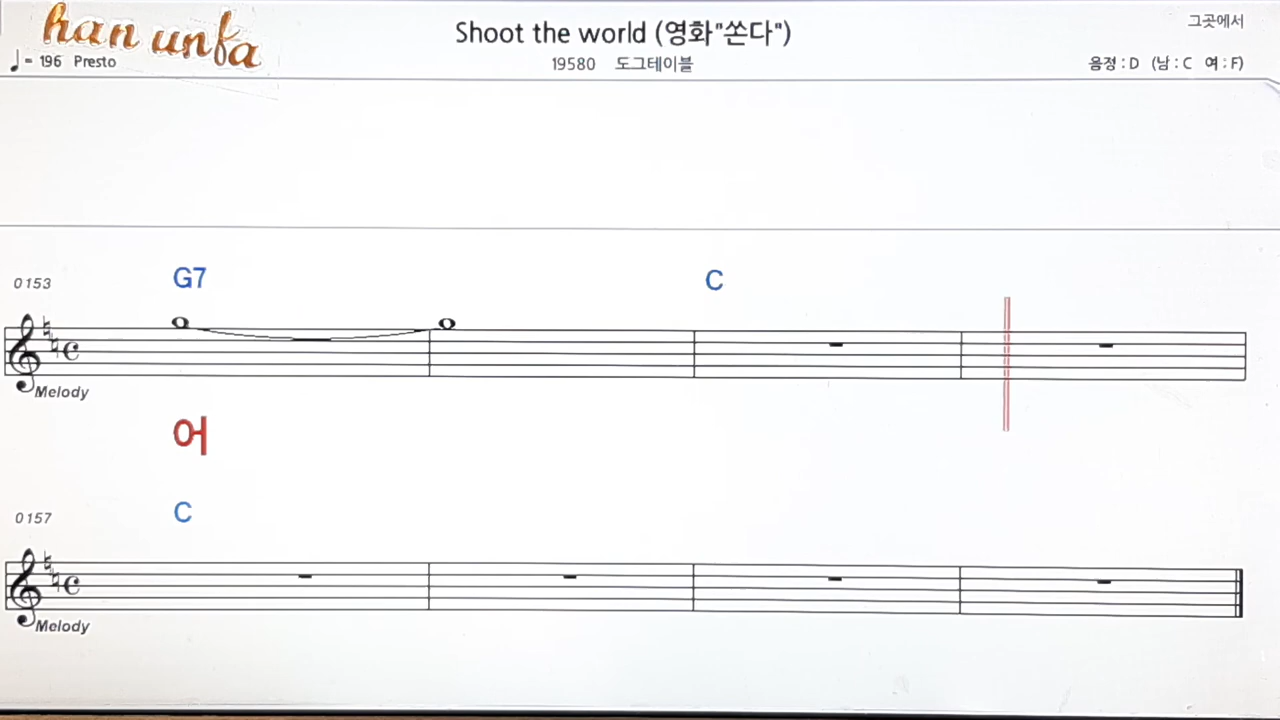 han unfa
Shoot the world (영화"쏜다")
그곳에서
♩= 196 Presto
19580 도그테이블
음정 : D (남 : C 여 : F)
0153
G7 C
Melody
어
0157
C
Melody